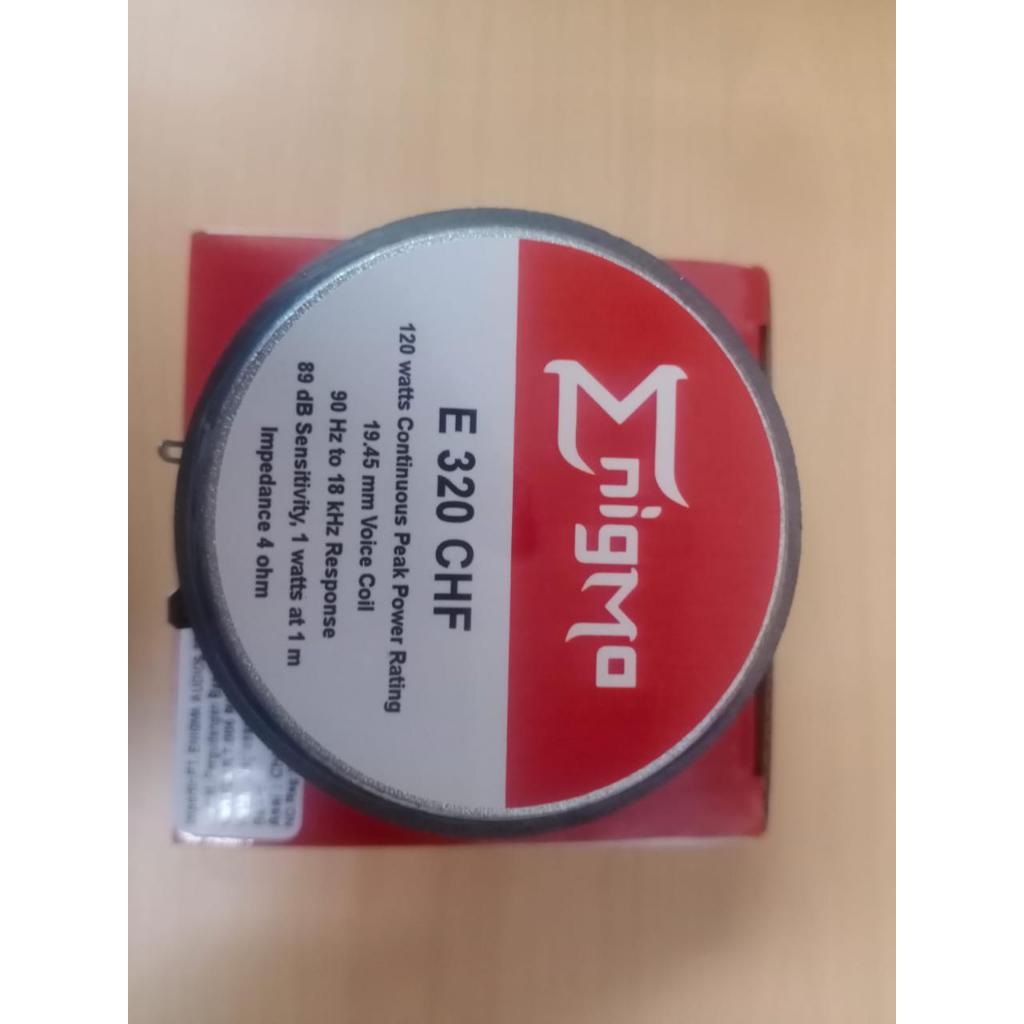 Enigma
E 320 CHF
120 watts Continuous Peak Power Rating
19.45 mm Voice Coil
90 Hz to 18 kHz Response
89 dB Sensitivity, 1 watts at 1 m
Impedance 4 ohm